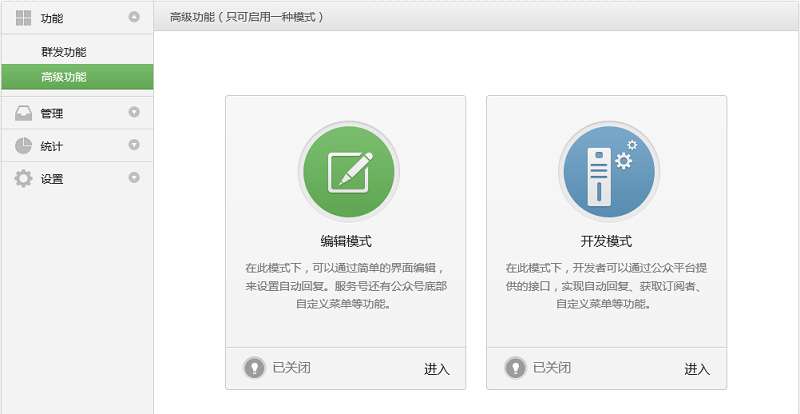 功能
群发功能
高级功能
管理
统计
设置
高级功能（只可启用一种模式）
编辑模式
在此模式下，可以通过简单的界面编辑，
来设置自动回复。服务号还有公众号底部
自定义菜单等功能。
已关闭
进入
开发模式
在此模式下，开发者可以通过公众平台提
供的接口，实现自动回复、获取订阅者、
自定义菜单等功能。
已关闭
进入